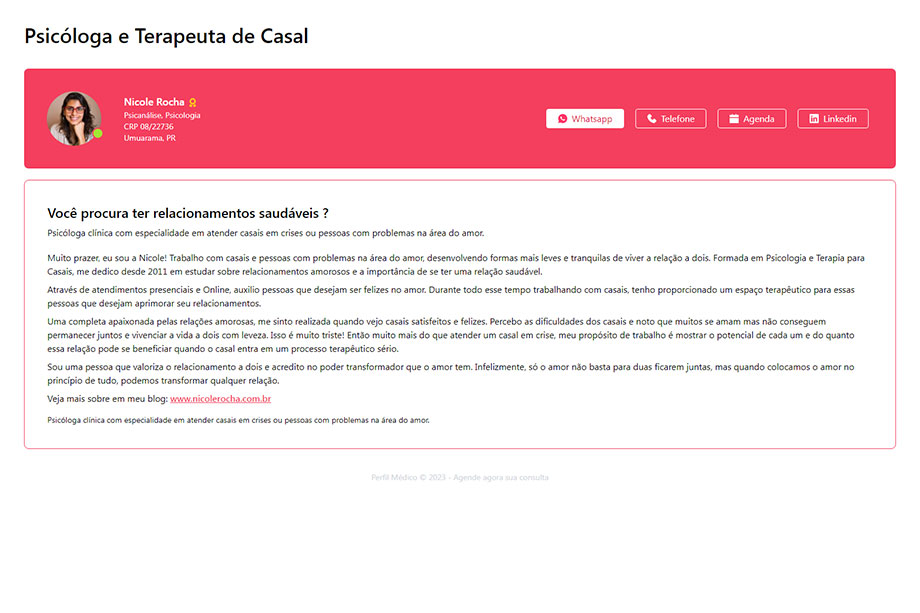 Psicóloga e Terapeuta de Casal
Nicole Rocha
Psicanálise, Psicologia
CRP 08/22736
Umuarama, PR
Whatsapp
Telefone
Agenda
Linkedin
Você procura ter relacionamentos saudáveis ?
Psicóloga clínica com especialidade em atender casais em crises ou pessoas com problemas na área do amor.
Muito prazer, eu sou a Nicole! Trabalho com casais e pessoas com problemas na área do amor, desenvolvendo formas mais leves e tranquilas de viver a relação a dois. Formada em Psicologia e Terapia para
Casais, me dedico desde 2011 em estudar sobre relacionamentos amorosos e a importância de se ter uma relação saudável.
Através de atendimentos presenciais e Online, auxilio pessoas que desejam ser felizes no amor. Durante todo esse tempo trabalhando com casais, tenho proporcionado um espaço terapêutico para essas
pessoas que desejam aprimorar seu relacionamentos.
Uma completa apaixonada pelas relações amorosas, me sinto realizada quando vejo casais satisfeitos e felizes. Percebo as dificuldades dos casais e noto que muitos se amam mas não conseguem
permanecer juntos e vivenciar a vida a dois com leveza. Isso é muito triste! Então muito mais do que atender um casal em crise, meu propósito de trabalho é mostrar o potencial de cada um e do quanto
essa relação pode se beneficiar quando o casal entra em um processo terapêutico sério.
Sou uma pessoa que valoriza o relacionamento a dois e acredito no poder transformador que o amor tem. Infelizmente, só o amor não basta para duas ficarem juntas, mas quando colocamos o amor no
princípio de tudo, podemos transformar qualquer relação.
Veja mais sobre em meu blog: www.nicolerocha.com.br
Psicóloga clínica com especialidade em atender casais em crises ou pessoas com problemas na área do amor.
Perfil Médico © 2023 - Agende agora sua consulta